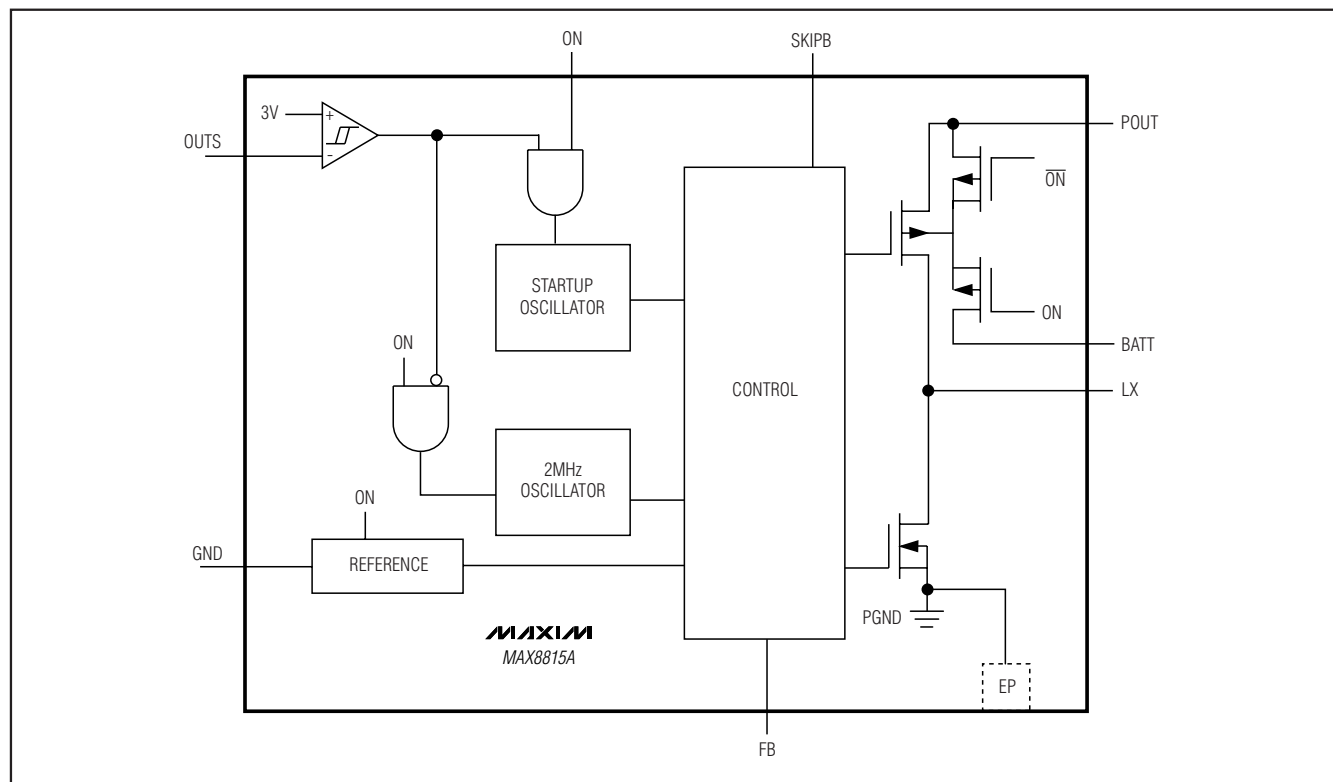 ON
SKIPB
3V
+
-
OUTS
POUT
ON
STARTUP
OSCILLATOR
ON
ON
BATT
CONTROL
LX
2MHz
OSCILLATOR
ON
GND
REFERENCE
PGND
MAXIM
MAX8815A
EP
FB